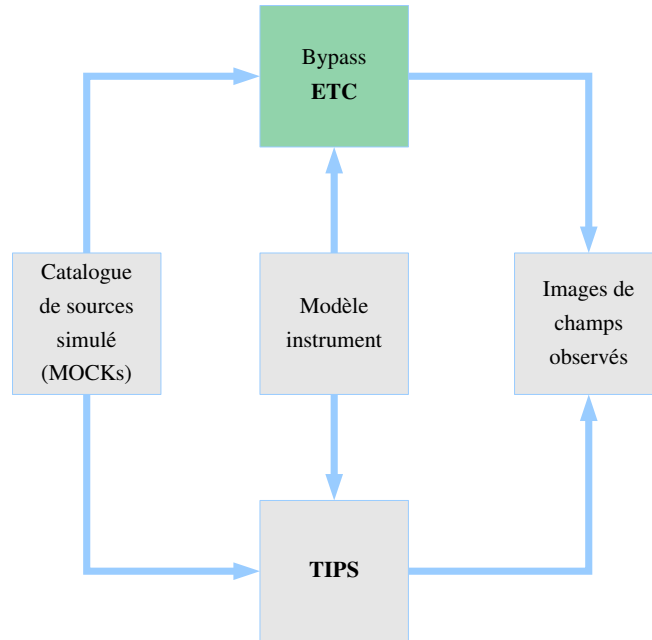 Bypass
ETC
Catalogue
de sources
simulé
(MOCKs)
Modèle
instrument
Images de
champs
observés
TIPS